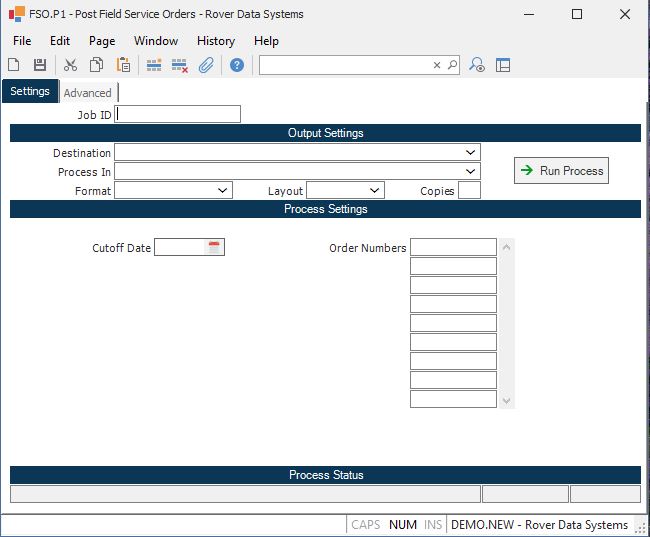 FSO.P1 - Post Field Service Orders - Rover Data Systems
File Edit Page Window History Help
Settings Advanced
Job ID
Output Settings
Destination
Process In
Run Process
Format Layout Copies
Process Settings
Cutoff Date Order Numbers
Process Status
CAPS NUM INS DEMO.NEW - Rover Data Systems